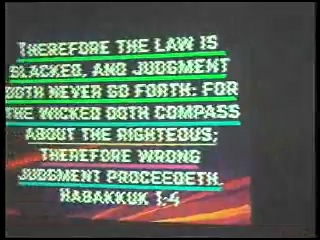 THEREFORE THE LAW IS
SLACKED, AND JUDGMENT
DOTH NEVER GO FORTH: FOR
THE WICKED DOTH COMPASS
ABOUT THE RIGHTEOUS;
THEREFORE WRONG
JUDGMENT PROCEEDETH.
HABAKKUK 1:4